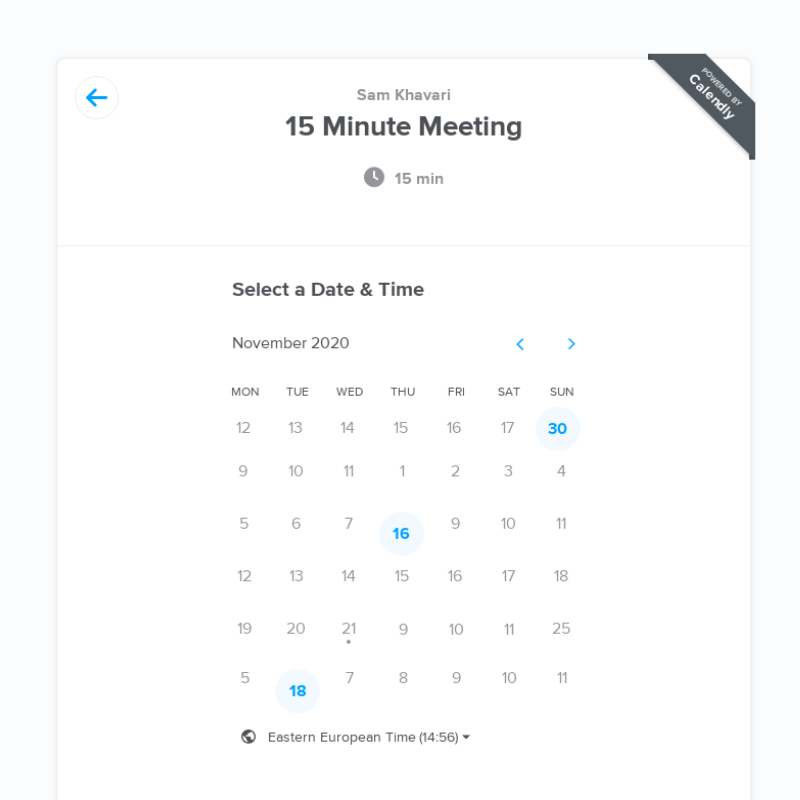 POWERED BY
Calendly
Sam Khavari
15 Minute Meeting
15 min
Select a Date & Time
November 2020
MON TUE WED THU FRI SAT SUN
12 13 14 15 16 17 30
9 10 11 1 2 3 4
5 6 7 16 9 10 11
12 13 14 15 16 17 18
19 20 21 9 10 11 25
5 18 7 8 9 10 11
Eastern European Time (14:56)